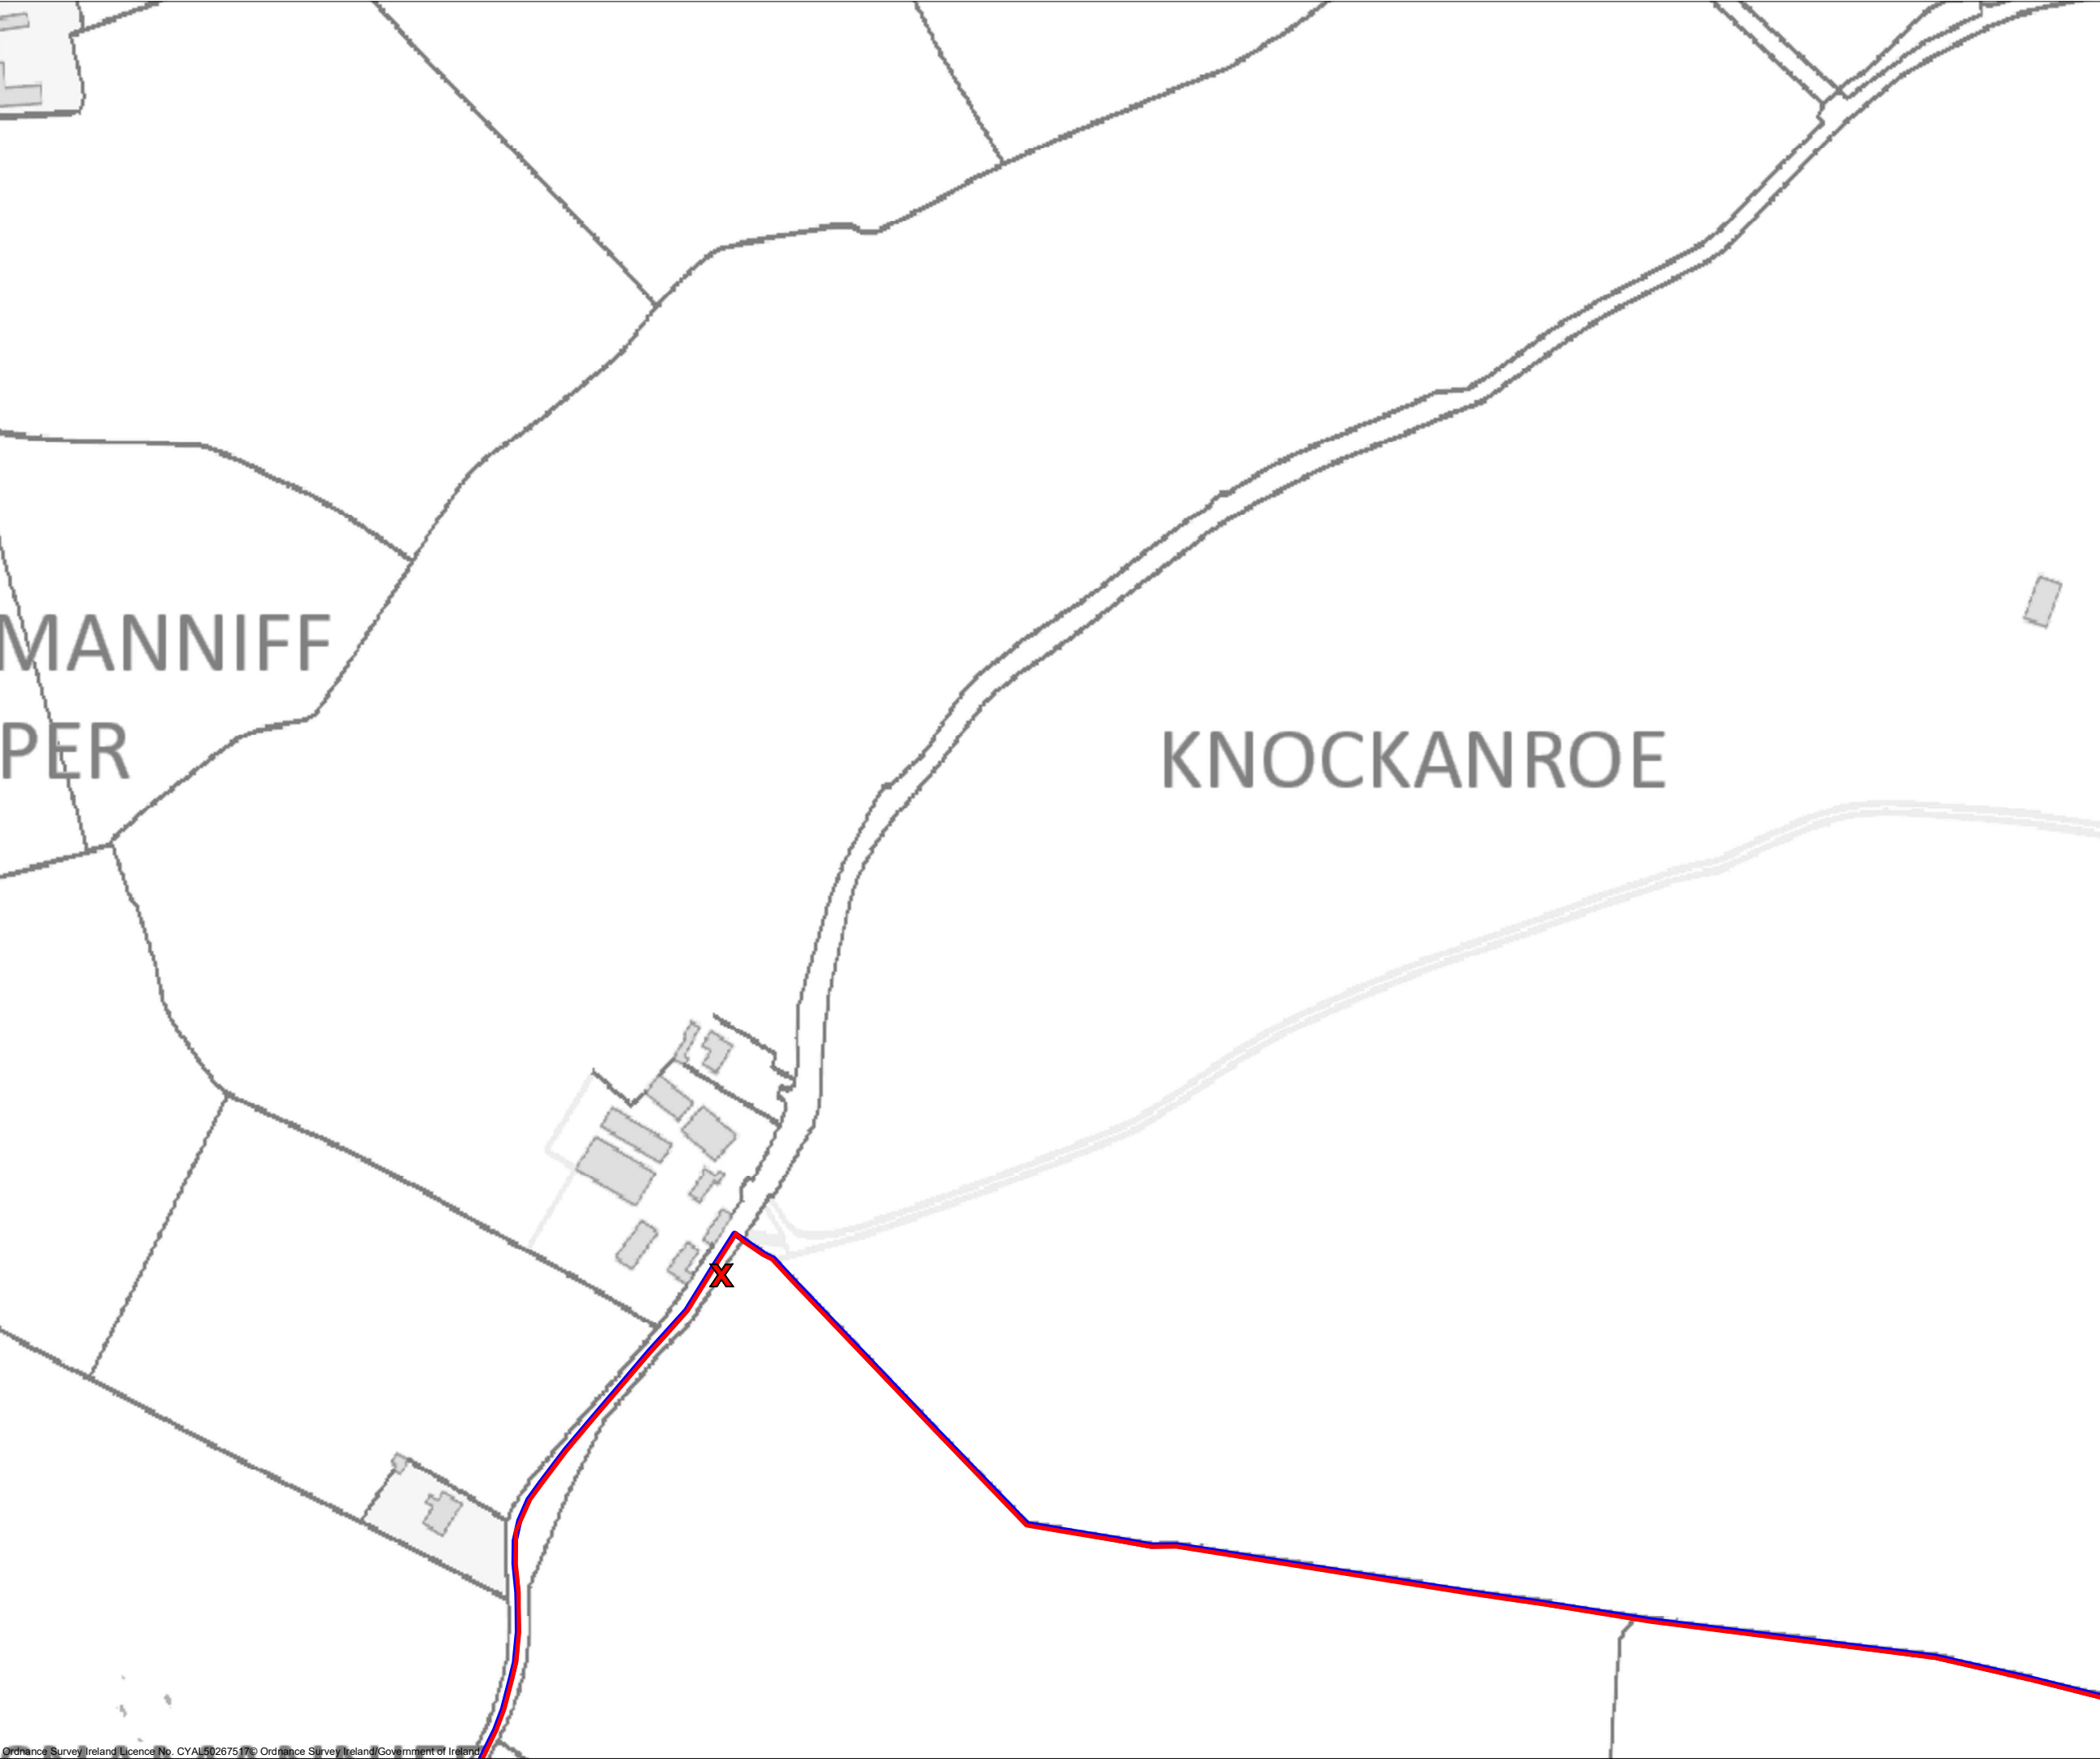 MANNIFF
PER
KNOCKANROE
X
Ordnance Survey Ireland Licence No. CYAL50267517© Ordnance Survey Ireland/Government of Ireland